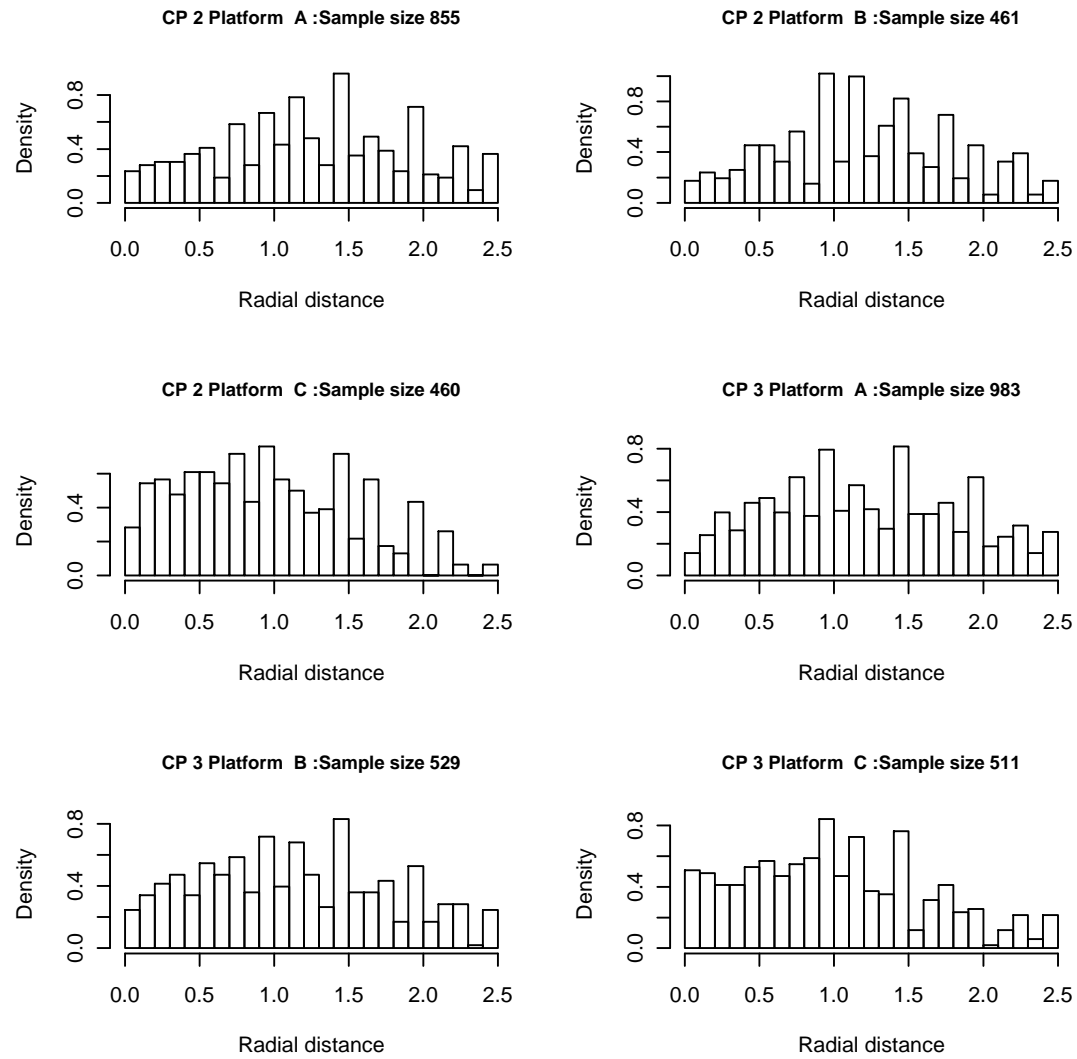 CP 2 Platform A :Sample size 855
Density
0.0 0.4 0.8
0.0 0.5 1.0 1.5 2.0 2.5
Radial distance
CP 2 Platform B :Sample size 461
Density
0.0 0.4 0.8
0.0 0.5 1.0 1.5 2.0 2.5
Radial distance
CP 2 Platform C :Sample size 460
Density
0.0 0.4
0.0 0.5 1.0 1.5 2.0 2.5
Radial distance
CP 3 Platform A :Sample size 983
Density
0.0 0.4 0.8
0.0 0.5 1.0 1.5 2.0 2.5
Radial distance
CP 3 Platform B :Sample size 529
Density
0.0 0.4 0.8
0.0 0.5 1.0 1.5 2.0 2.5
Radial distance
CP 3 Platform C :Sample size 511
Density
0.0 0.4 0.8
0.0 0.5 1.0 1.5 2.0 2.5
Radial distance